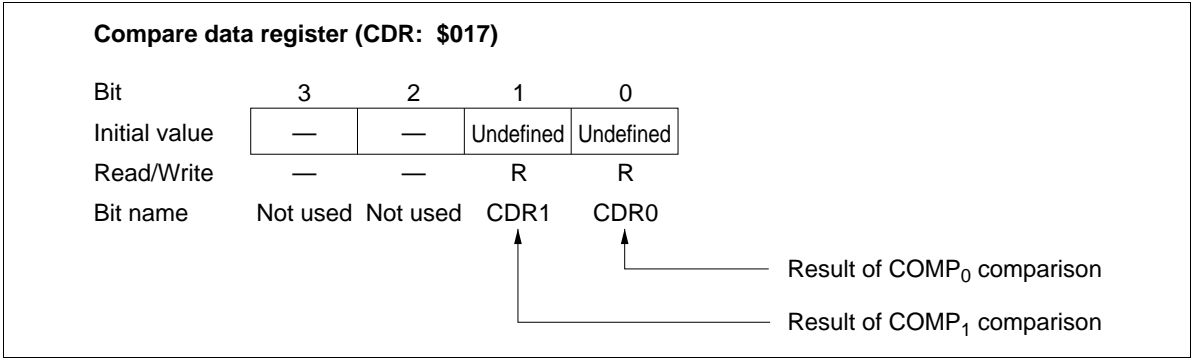 Compare data register (CDR: $017)
Bit 3 2 1 0
Initial value — — Undefined Undefined
Read/Write — — R R
Bit name Not used Not used CDR1 CDR0
Result of COMP₀ comparison
Result of COMP₁ comparison